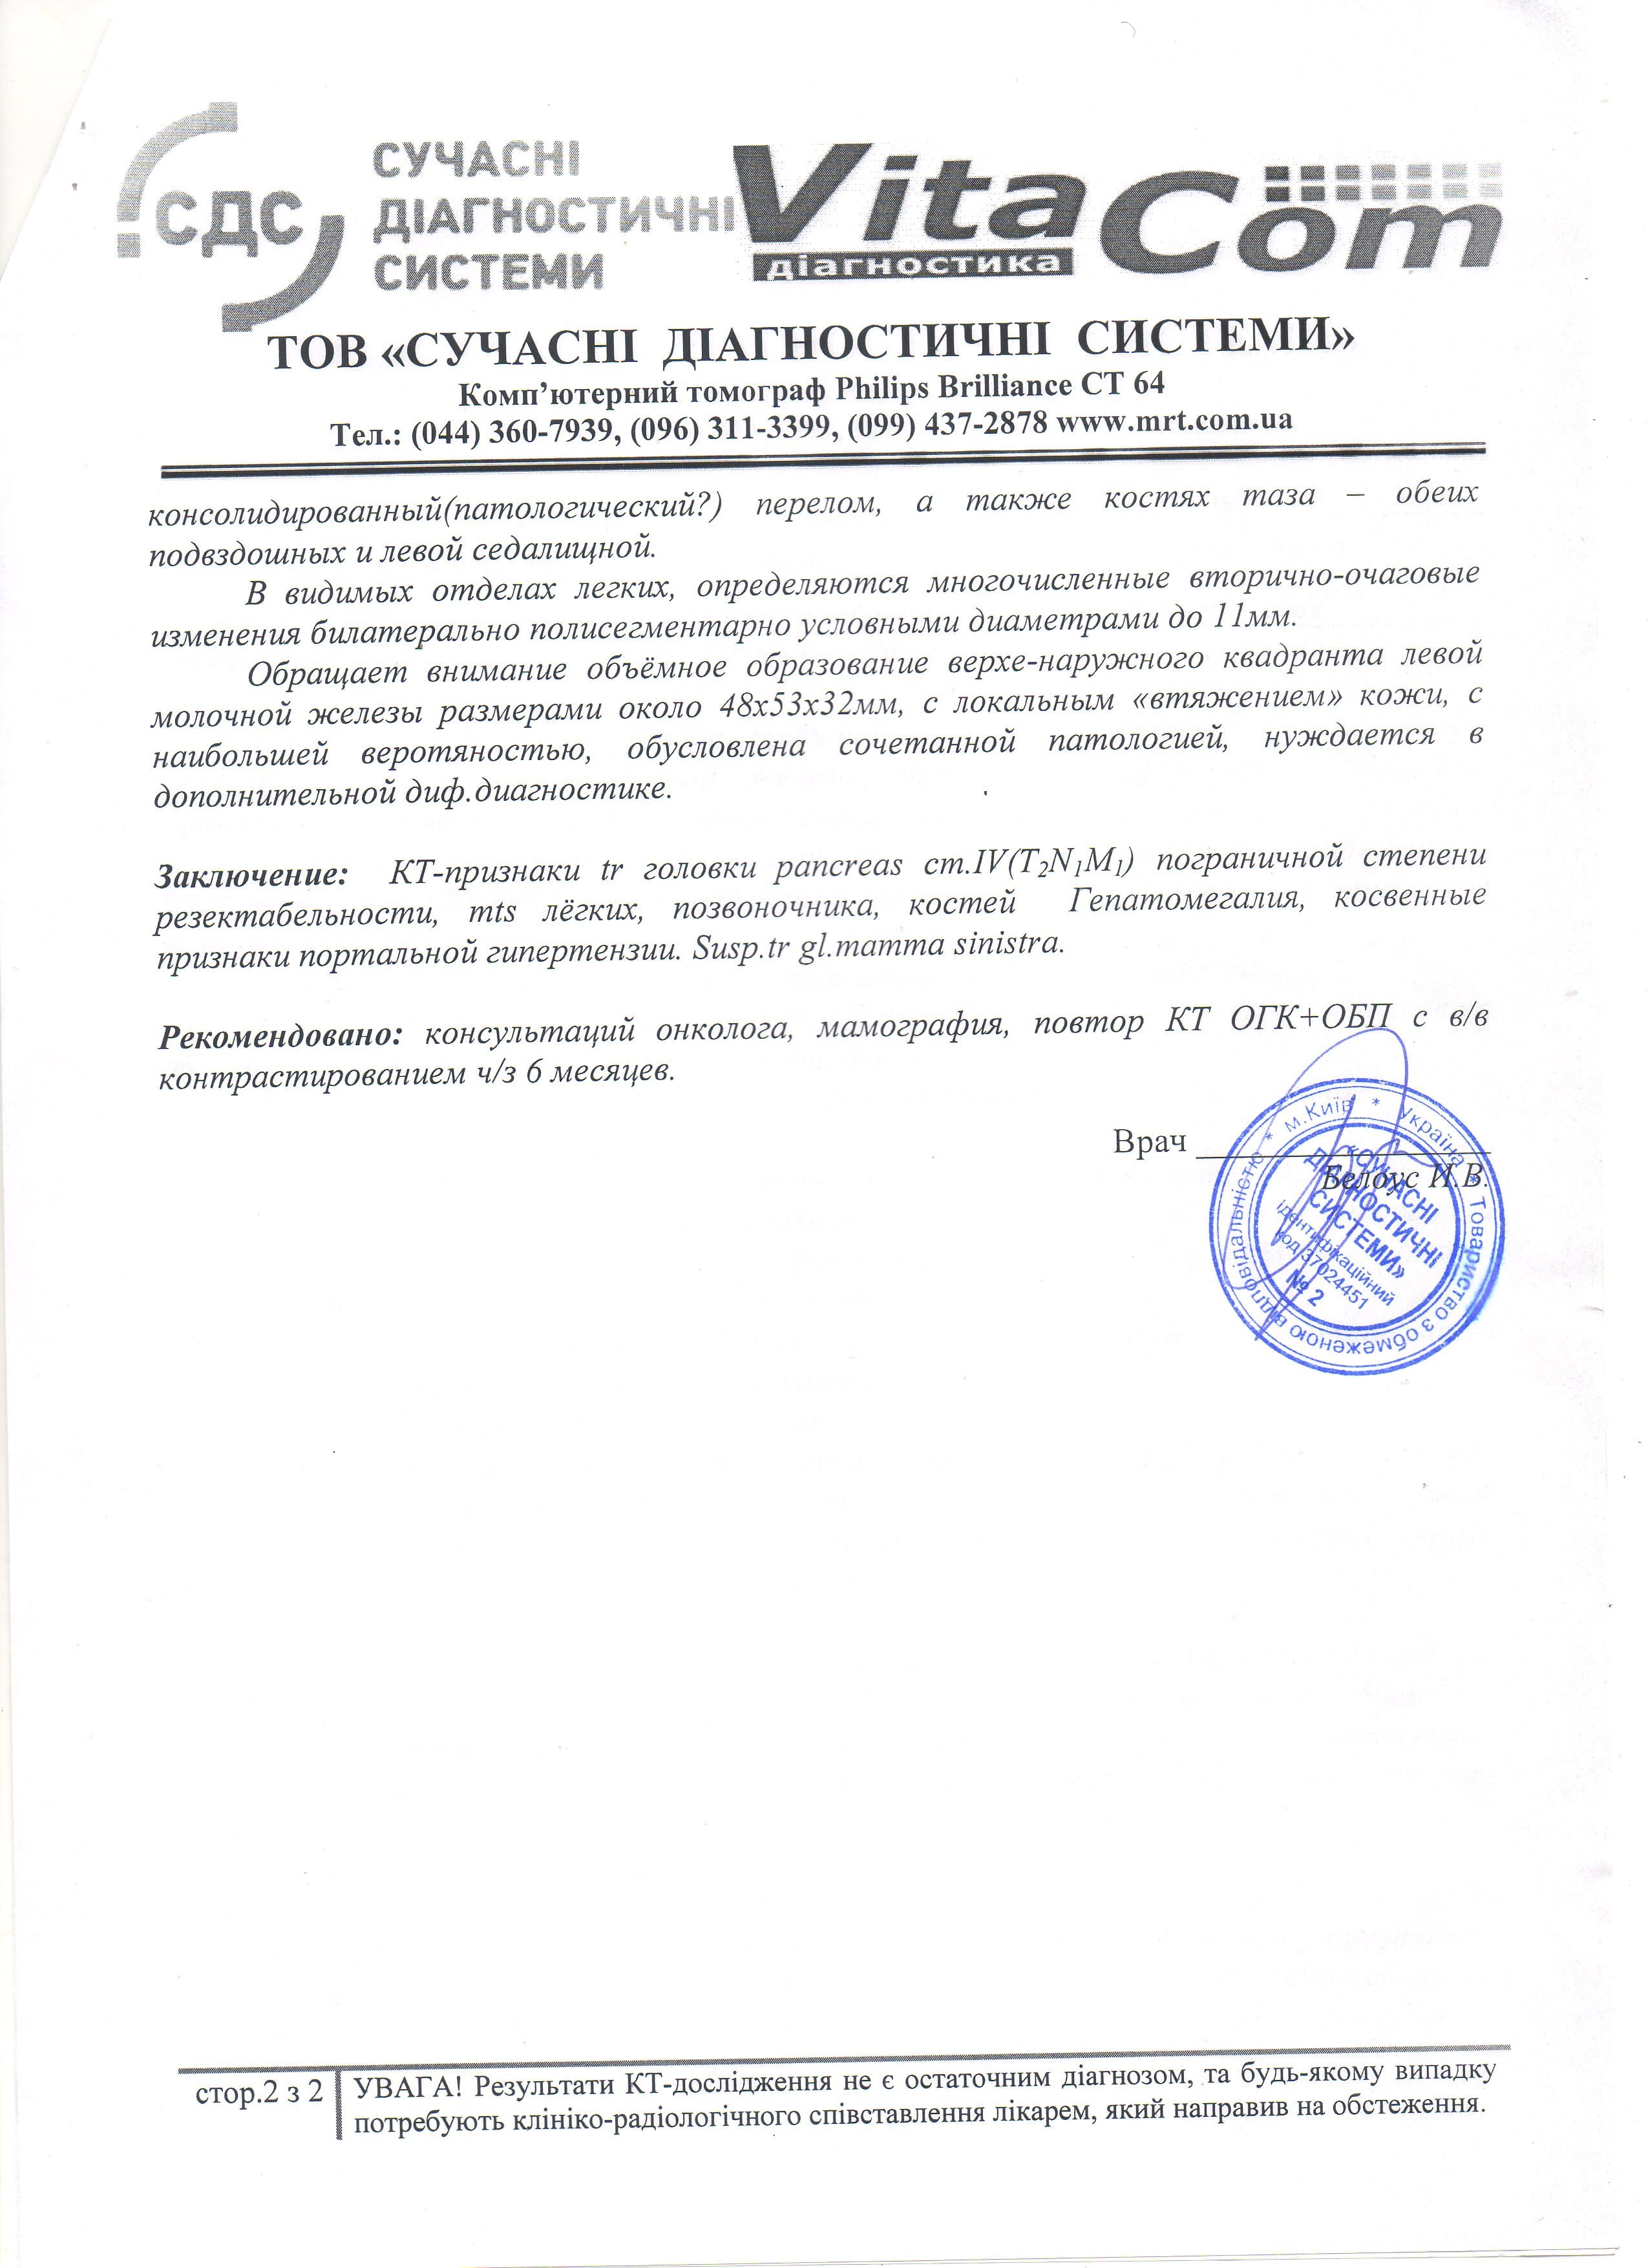 СДС
СУЧАСНІ
ДІАГНОСТИЧНІ
СИСТЕМИ
VitaCom
діагностика
ТОВ «СУЧАСНІ ДІАГНОСТИЧНІ СИСТЕМИ»
Комп’ютерний томограф Philips Brilliance CT 64
Тел.: (044) 360-7939, (096) 311-3399, (099) 437-2878 www.mrt.com.ua
консолидированный(патологический?) перелом, а также костях таза – обеих
подвздошных и левой седалищной.
В видимых отделах легких, определяются многочисленные вторично-очаговые
изменения билатерально полисегментарно условными диаметрами до 11мм.
Обращает внимание объёмное образование верхе-наружного квадранта левой
молочной железы размерами около 48х53х32мм, с локальным «втяжением» кожи, с
наибольшей веротяностью, обусловлена сочетанной патологией, нуждается в
дополнительной диф.диагностике.
Заключение: КТ-признаки tr головки pancreas ст.IV(T2N1M1) пограничной степени
резектабельности, mts лёгких, позвоночника, костей Гепатомегалия, косвенные
признаки портальной гипертензии. Susp.tr gl.mamma sinistra.
Рекомендовано: консультаций онколога, мамография, повтор КТ ОГК+ОБП с в/в
контрастированием ч/з 6 месяцев.
Врач
Белоус И.В.
Україна * Товариство з обмеженою відповідальністю * м.Київ *
«СУЧАСНІ
ДІАГНОСТИЧНІ
СИСТЕМИ»
ідентифікаційний
код 37024451
№ 2
стор.2 з 2
УВАГА! Результати КТ-дослідження не є остаточним діагнозом, та будь-якому випадку
потребують клініко-радіологічного співставлення лікарем, який направив на обстеження.